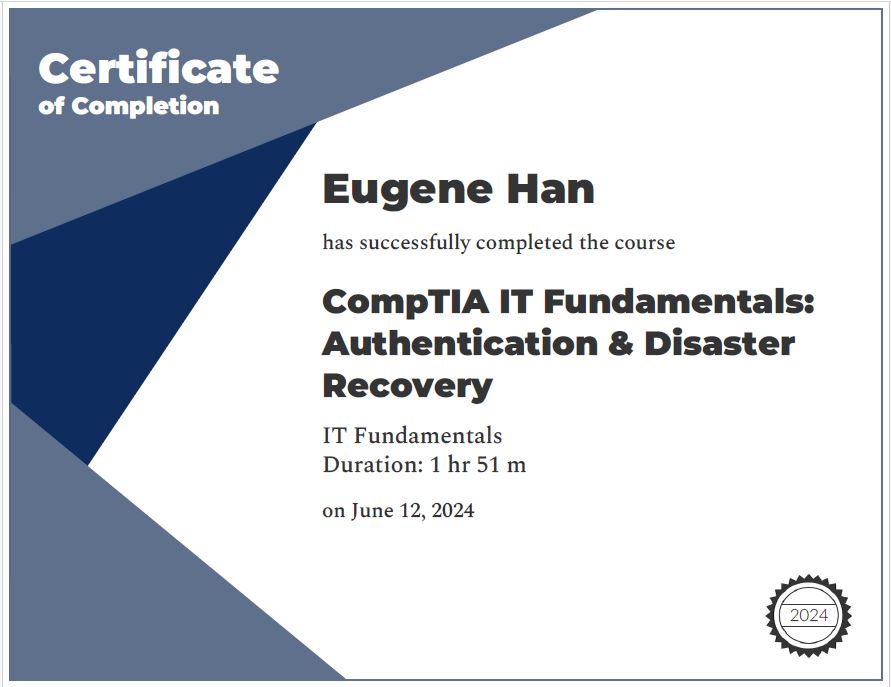 Certificate
of Completion
Eugene Han
has successfully completed the course
CompTIA IT Fundamentals:
Authentication & Disaster
Recovery
IT Fundamentals
Duration: 1 hr 51 m
on June 12, 2024
2024